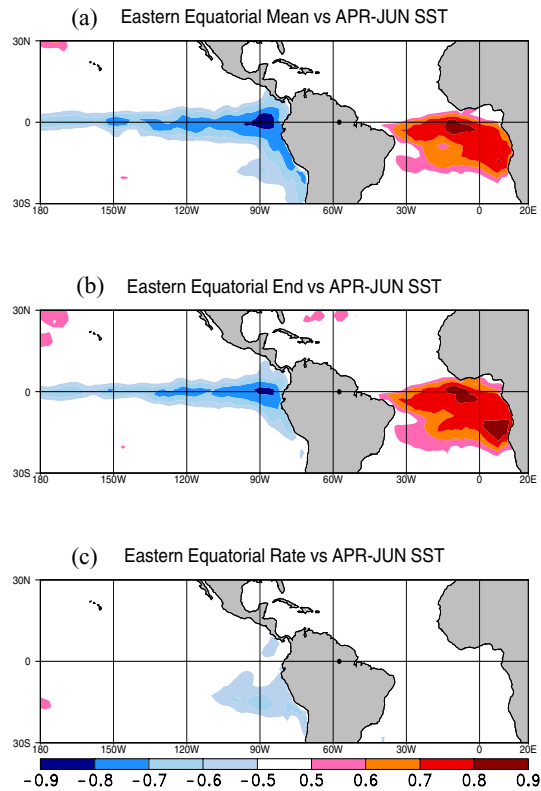 (a)
Eastern Equatorial Mean vs APR-JUN SST
30N
0
30S
180 150W 120W 90W 60W 30W 0 20E
(b)
Eastern Equatorial End vs APR-JUN SST
30N
0
30S
180 150W 120W 90W 60W 30W 0 20E
(c)
Eastern Equatorial Rate vs APR-JUN SST
30N
0
30S
180 150W 120W 90W 60W 30W 0 20E
-0.9 -0.8 -0.7 -0.6 -0.5 0.5 0.6 0.7 0.8 0.9